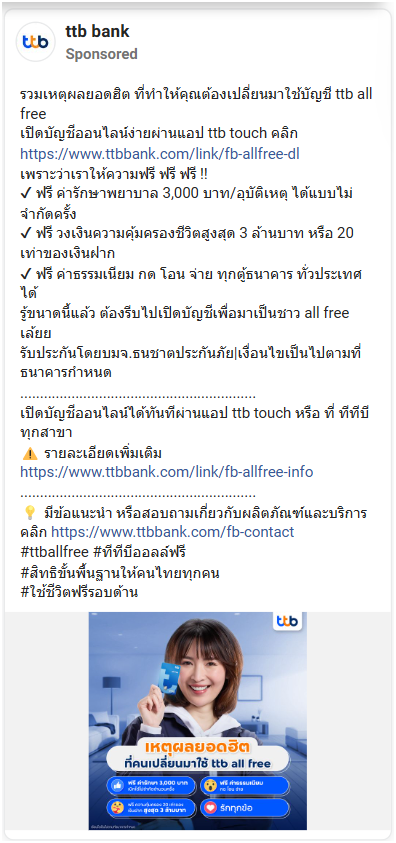 ttb
ttb bank
Sponsored
รวมเหตุผลยอดฮิต ที่ทำให้คุณต้องเปลี่ยนมาใช้บัญชี ttb all
free
เปิดบัญชีออนไลน์ง่ายผ่านแอป ttb touch คลิก
https://www.ttbbank.com/link/fb-allfree-dl
เพราะว่าเราให้ความฟรี ฟรี ฟรี !!
✓ ฟรี ค่ารักษาพยาบาล 3,000 บาท/อุบัติเหตุ ได้แบบไม่
จำกัดครั้ง
✓ ฟรี วงเงินความคุ้มครองชีวิตสูงสุด 3 ล้านบาท หรือ 20
เท่าของเงินฝาก
✓ ฟรี ค่าธรรมเนียม กด โอน จ่าย ทุกตู้ธนาคาร ทั่วประเทศ
ได้
รู้ขนาดนี้แล้ว ต้องรีบไปเปิดบัญชีเพื่อมาเป็นชาว all free
เล้ยย
รับประกันโดยบมจ.ธนชาตประกันภัย|เงื่อนไขเป็นไปตามที่
ธนาคารกำหนด
...........................................................
เปิดบัญชีออนไลน์ได้ทันทีผ่านแอป ttb touch หรือ ที่ ทีทีบี
ทุกสาขา
⚠️ รายละเอียดเพิ่มเติม
https://www.ttbbank.com/link/fb-allfree-info
...........................................................
💡 มีข้อแนะนำ หรือสอบถามเกี่ยวกับผลิตภัณฑ์และบริการ
คลิก https://www.ttbbank.com/fb-contact
#ttballfree #ทีทีบีออลล์ฟรี
#สิทธิขั้นพื้นฐานให้คนไทยทุกคน
#ใช้ชีวิตฟรีรอบด้าน
ttb
เหตุผลยอดฮิต
ที่คนเปลี่ยนมาใช้ ttb all free
ฟรี ค่ารักษา 3,000 บาท
ฟรี ค่าธรรมเนียม
กด โอน จ่าย
ฟรี ความคุ้มครอง 20 เท่าของ
เงินฝาก สูงสุด 3 ล้านบาท
รักทุกข้อ